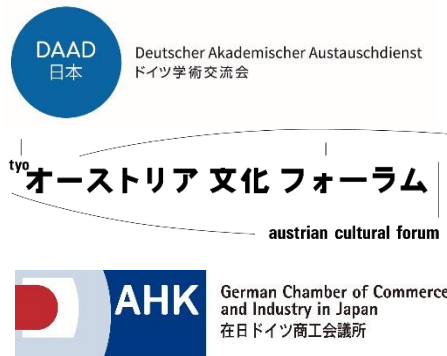 DAAD
日本
Deutscher Akademischer Austauschdienst
ドイツ学術交流会
tyo
オーストリア 文化 フォーラム
austrian cultural forum
AHK
German Chamber of Commerce
and Industry in Japan
在日ドイツ商工会議所